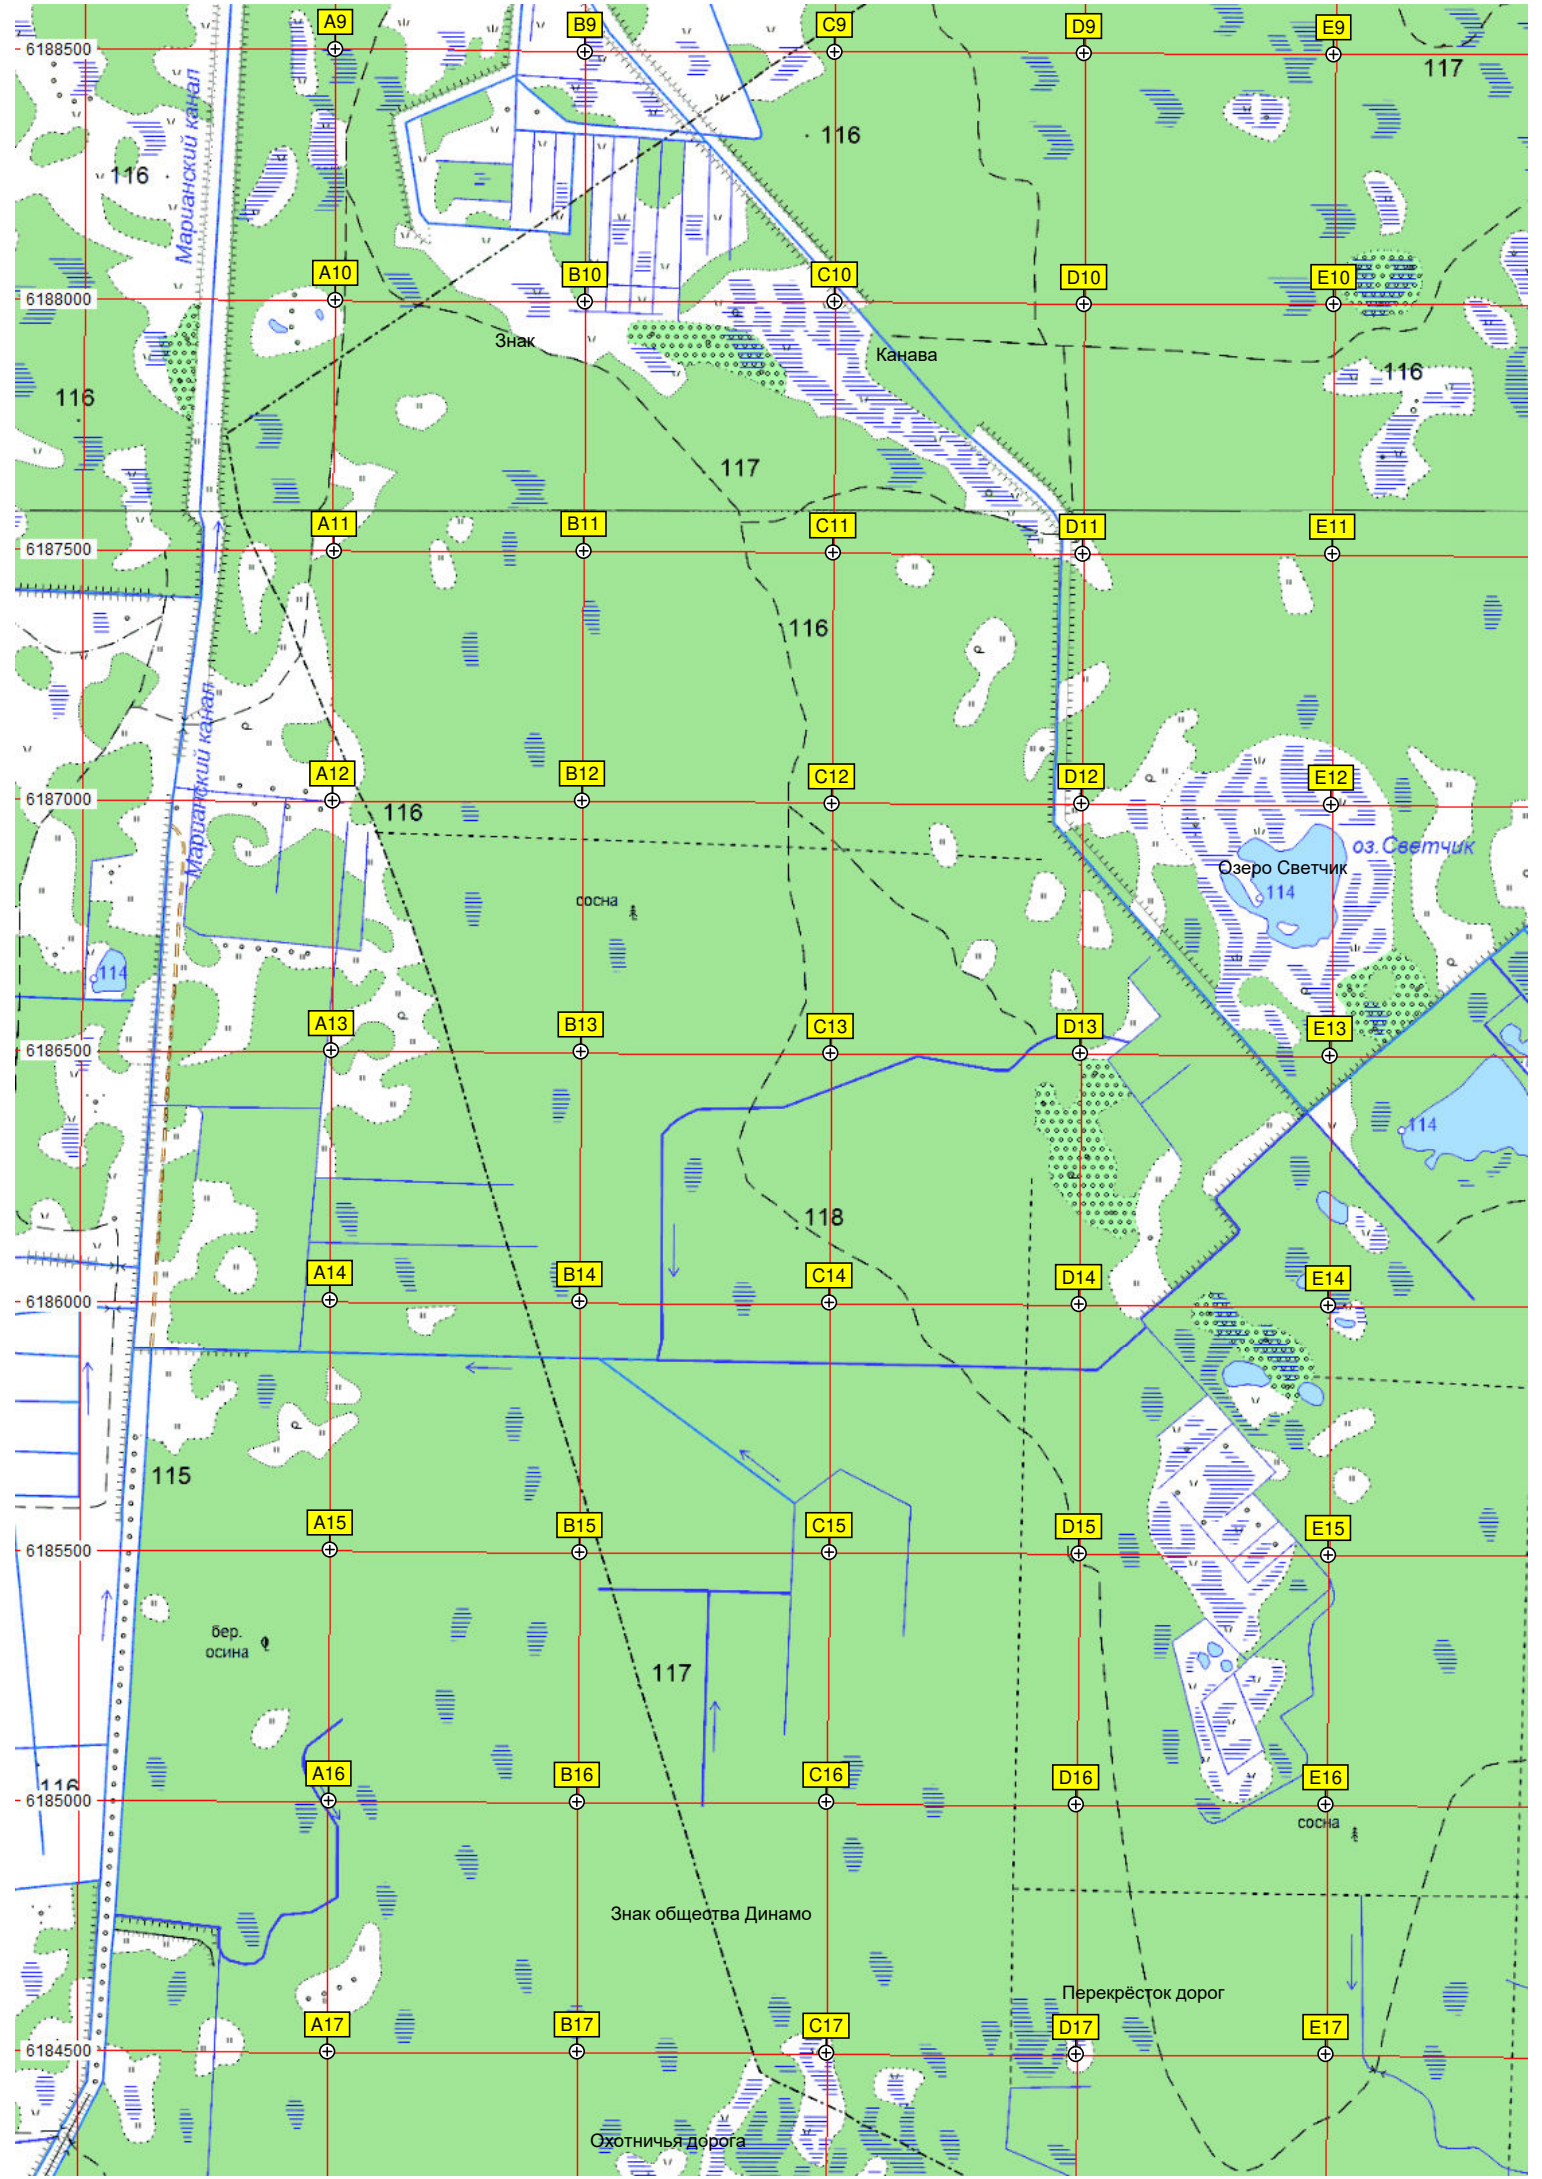 A9
B9
C9
D9
E9
6188500
117
Марианский канал
116
116
A10
B10
C10
D10
E10
6188000
Знак
Канава
116
116
117
A11
B11
C11
D11
E11
6187500
116
Марианский канал
A12
B12
C12
D12
E12
6187000
116
оз.Светчик
Озеро Светчик
114
сосна
114
A13
B13
C13
D13
E13
6186500
114
118
A14
B14
C14
D14
E14
6186000
115
A15
B15
C15
D15
E15
6185500
бер.
осина
117
A16
B16
C16
D16
E16
116
6185000
сосна
Знак общества Динамо
Перекрёсток дорог
A17
B17
C17
D17
E17
6184500
Охотничья дорога